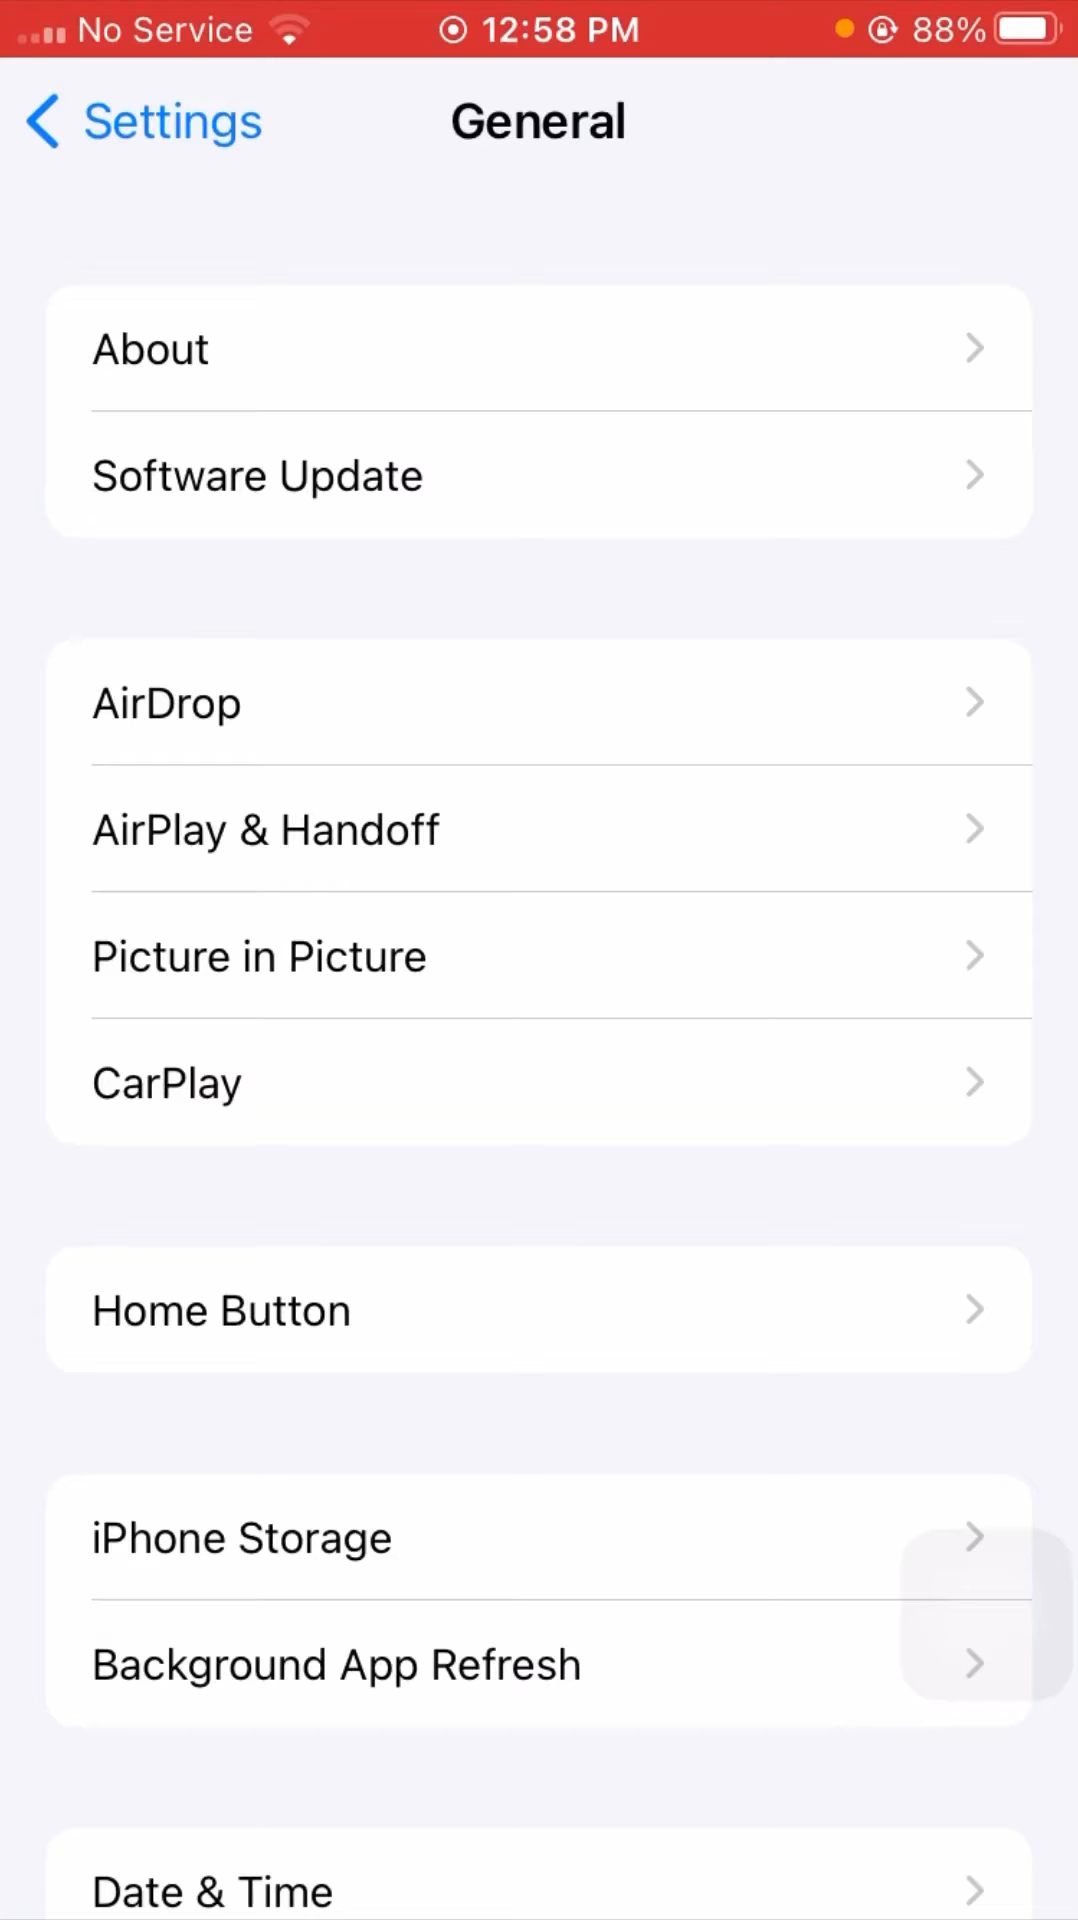 No Service 12:58 PM 88%
Settings General
About
Software Update
AirDrop
AirPlay & Handoff
Picture in Picture
CarPlay
Home Button
iPhone Storage
Background App Refresh
Date & Time